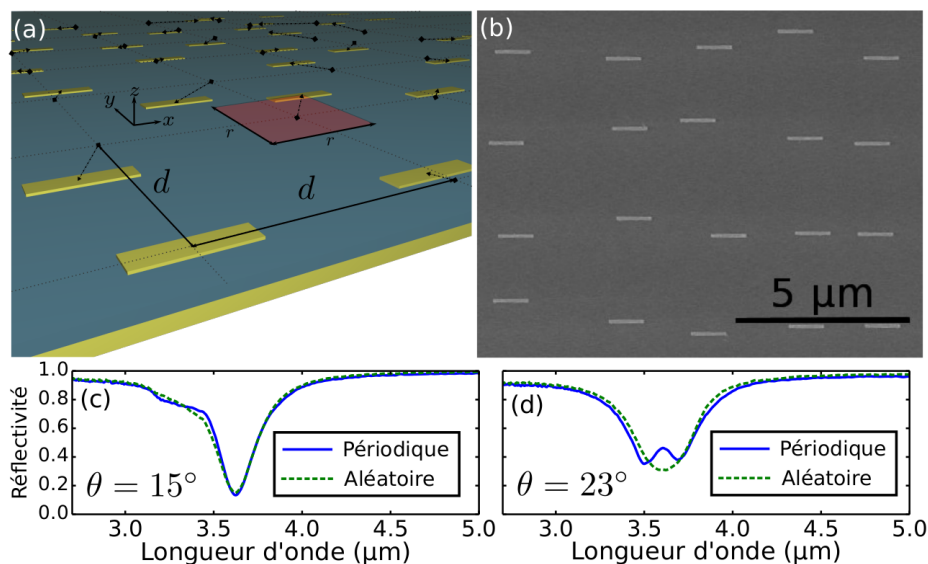 (a)
z
y
x
r
r
d
d
(b)
5 µm
Réflectivité
1.0
0.8
0.6
0.4
0.2
0.0
(c)
Périodique
Aléatoire
θ = 15°
3.0
3.5
4.0
4.5
5.0
Longueur d'onde (µm)
(d)
Périodique
Aléatoire
θ = 23°
3.0
3.5
4.0
4.5
5.0
Longueur d'onde (µm)